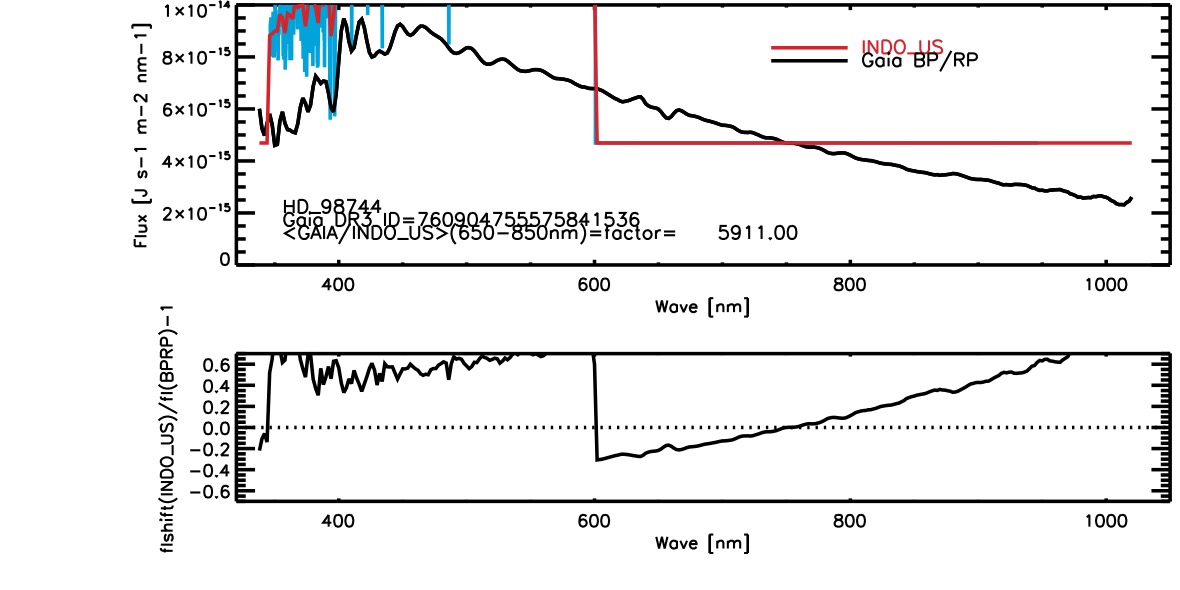 1×10-14
8×10-15
6×10-15
4×10-15
2×10-15
0
Flux [J s-1 m-2 nm-1]
INDO_US
Gaia BP/RP
HD_98744
Gaia DR3 ID=760904755575841536
<GAIA/INDO_US>(650-850nm)=factor= 5911.00
400 600 800 1000
Wave [nm]
flshift(INDO_US)/fl(BPRP)-1
0.6
0.4
0.2
0.0
-0.2
-0.4
-0.6
400 600 800 1000
Wave [nm]